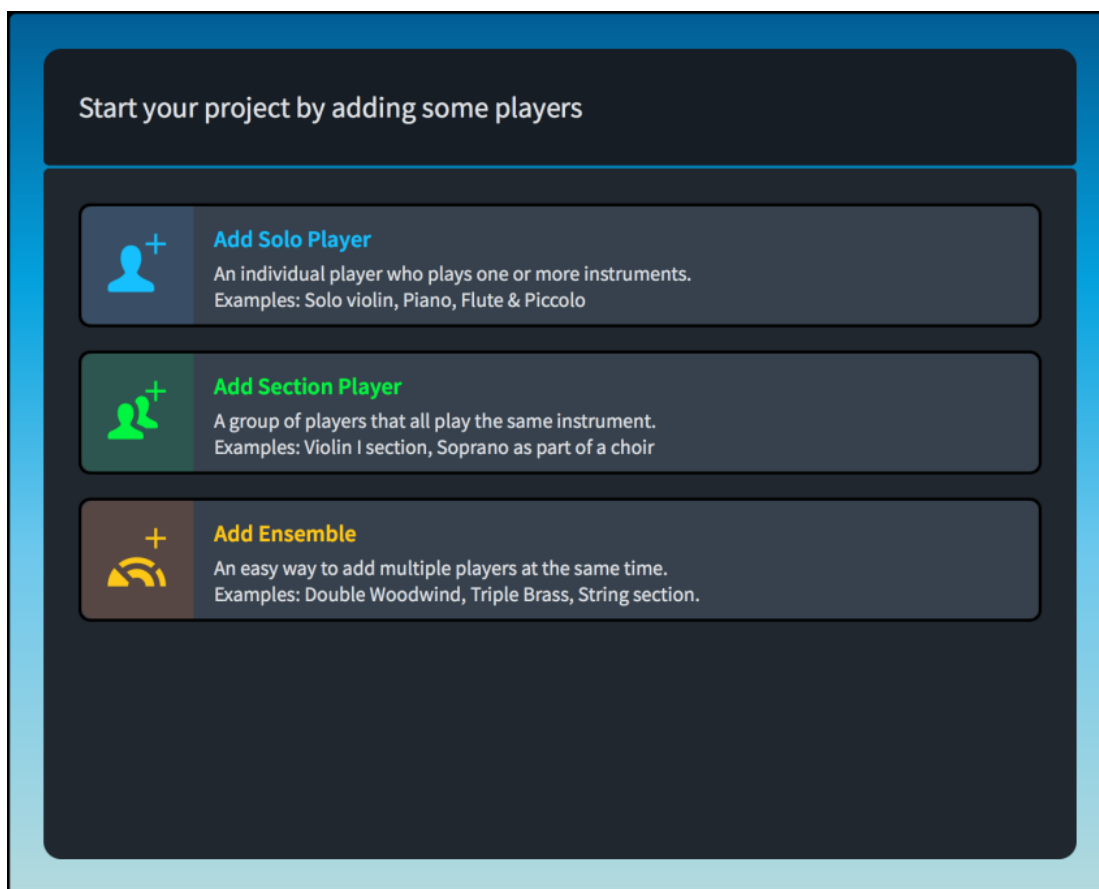 Start your project by adding some players
Add Solo Player
An individual player who plays one or more instruments.
Examples: Solo violin, Piano, Flute & Piccolo
Add Section Player
A group of players that all play the same instrument.
Examples: Violin I section, Soprano as part of a choir
Add Ensemble
An easy way to add multiple players at the same time.
Examples: Double Woodwind, Triple Brass, String section.